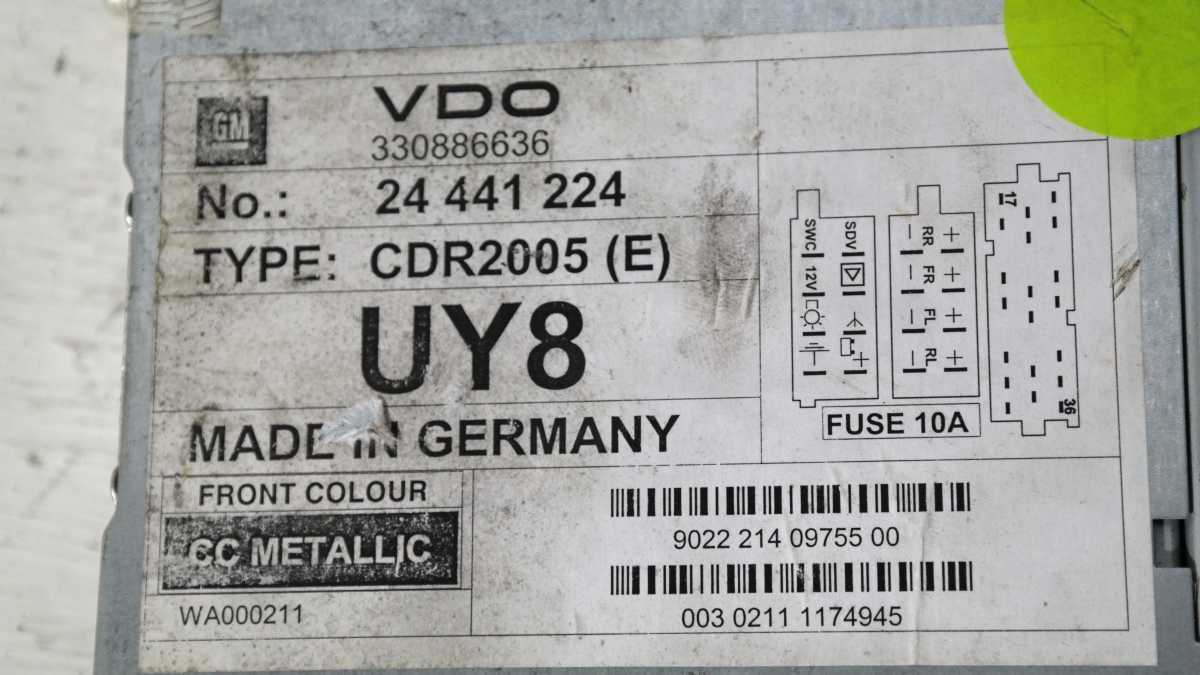 GM
VDO
330886636
No.: 24 441 224
TYPE: CDR2005 (E)
UY8
MADE IN GERMANY
FRONT COLOUR
CC METALLIC
WA000211
SWC 12V
SDV
+
− − − −
RR FR FL RL
+ + + +
17
36
FUSE 10A
9022 214 09755 00
003 0211 1174945